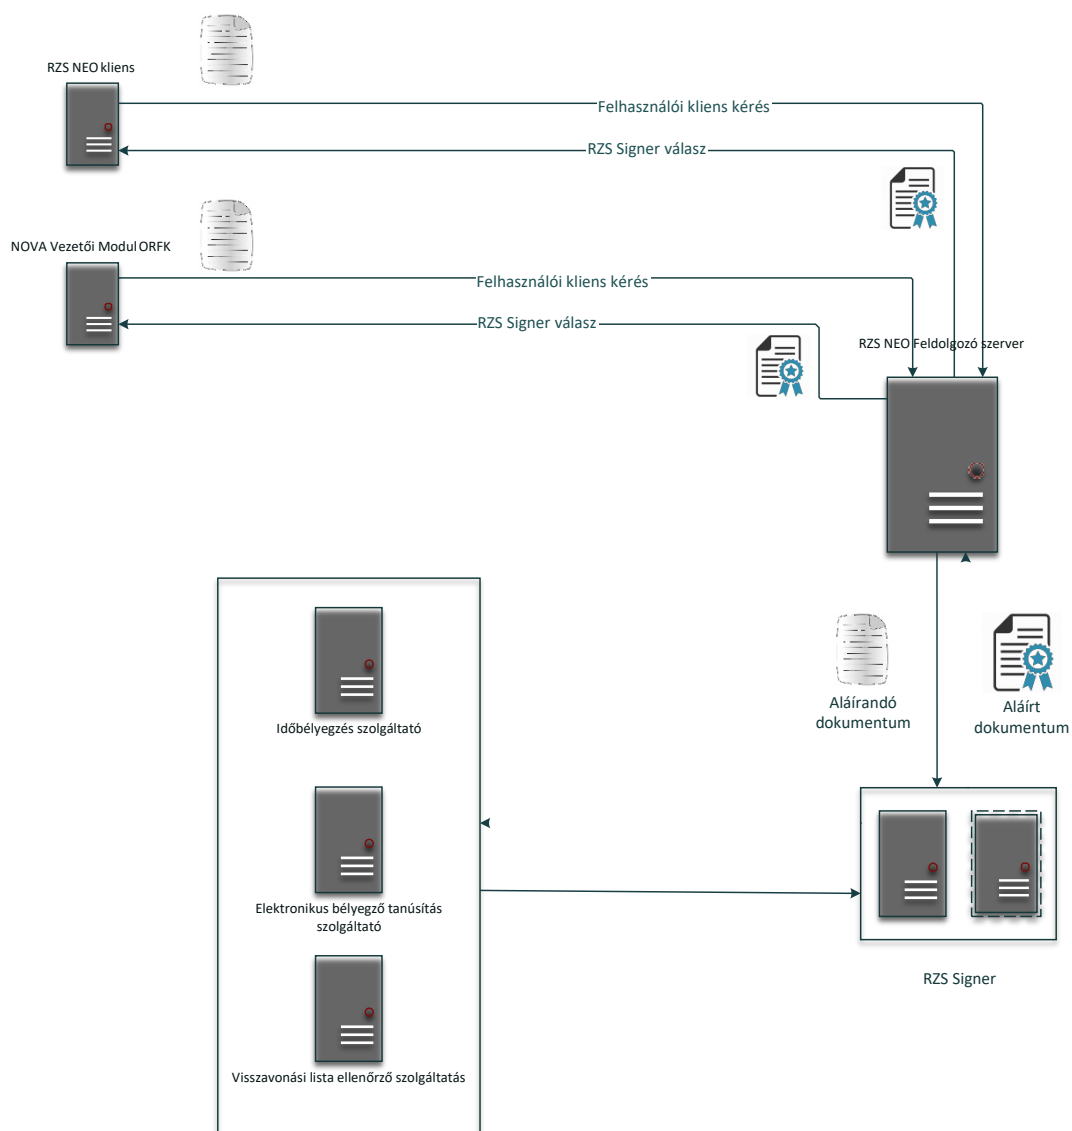 RZS NEO kliens
Felhasználói kliens kérés
RZS Signer válasz
NOVA Vezetői Modul ORFK
Felhasználói kliens kérés
RZS Signer válasz
RZS NEO Feldolgozó szerver
Aláírandó
dokumentum
Aláírt
dokumentum
Időbélyegzés szolgáltató
Elektronikus bélyegző tanúsítás
szolgáltató
RZS Signer
Visszavonási lista ellenőrző szolgáltatás